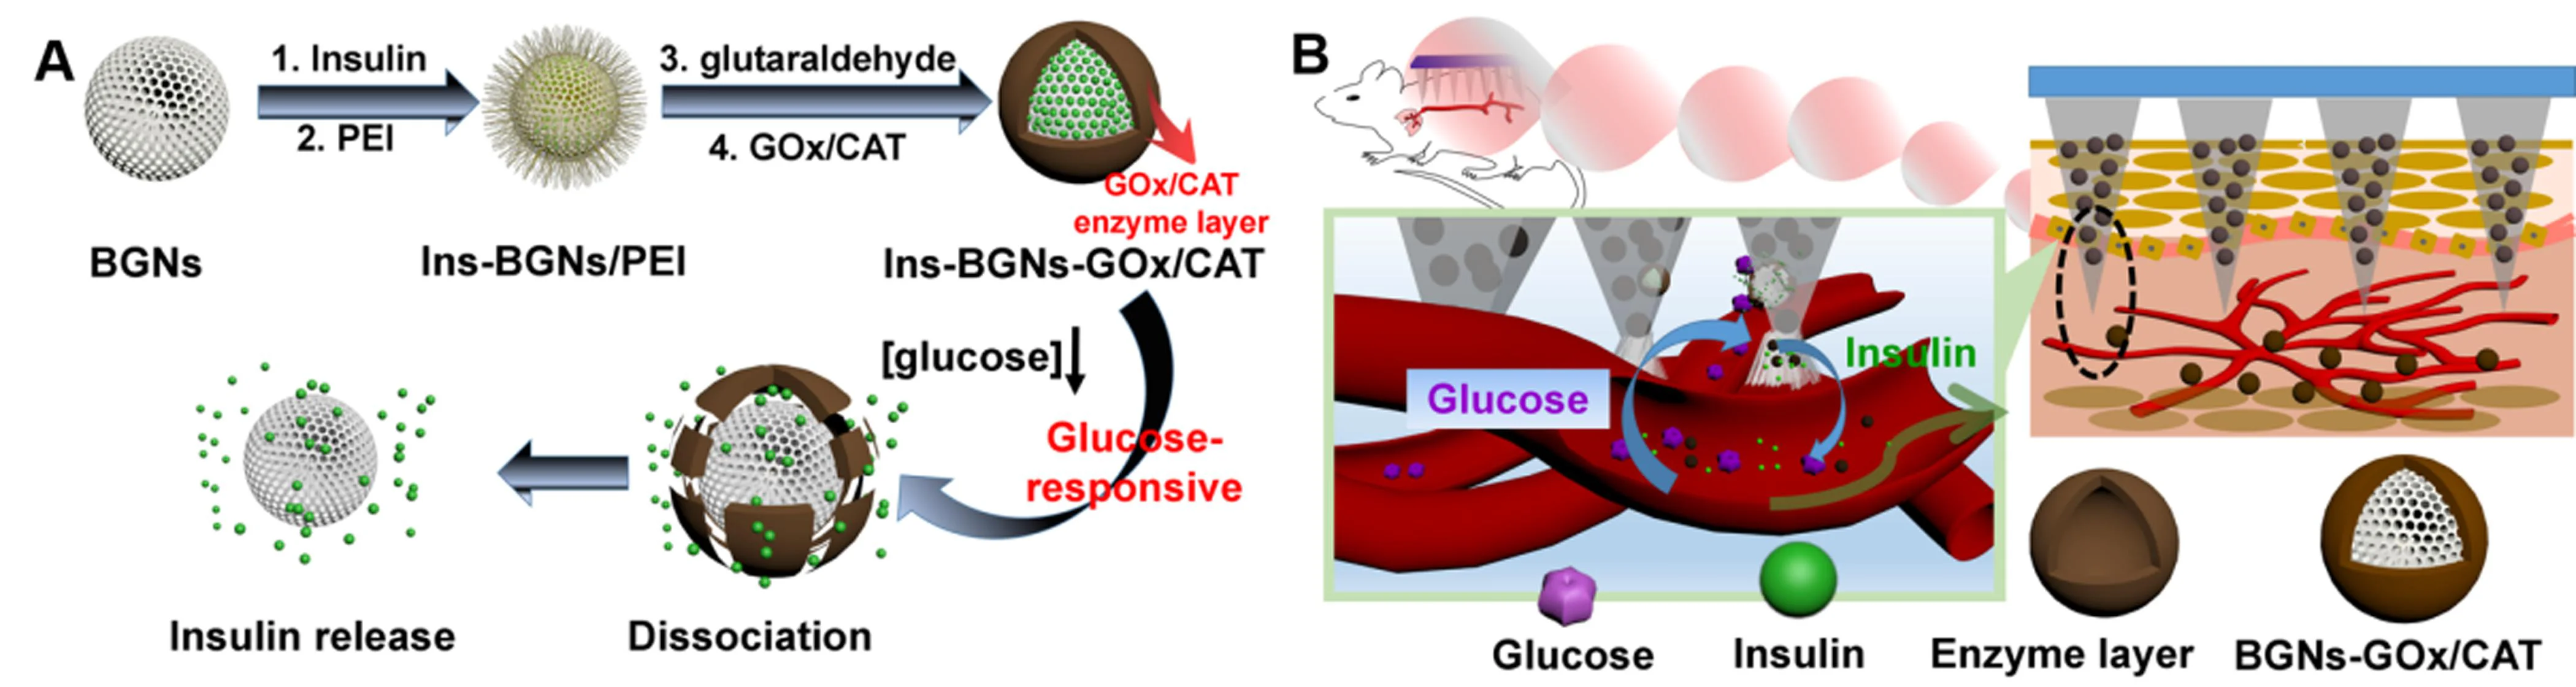 A
1. Insulin
2. PEI
3. glutaraldehyde
4. GOx/CAT
GOx/CAT
enzyme layer
BGNs
Ins-BGNs/PEI
Ins-BGNs-GOx/CAT
[glucose]↓
Glucose-
responsive
Insulin release
Dissociation
B
Glucose
Insulin
Glucose
Insulin
Enzyme layer
BGNs-GOx/CAT